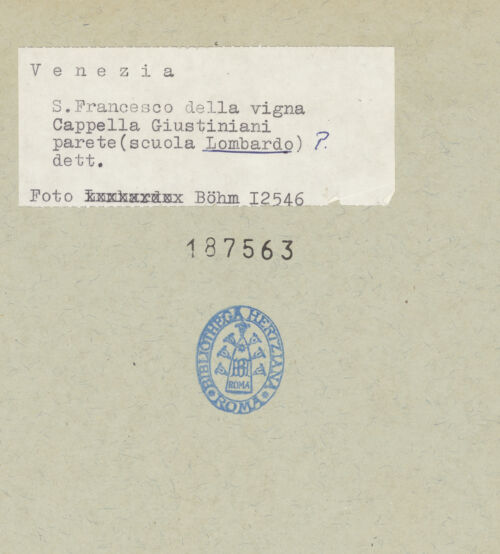 V e n e z i a
S.Francesco della vigna
Cappella Giustiniani
parete(scuola Lombardo) ?.
dett.
Foto Böhm I2546
187563
BIBLIOTHECA HERTZIANA
ROMA
ROMA